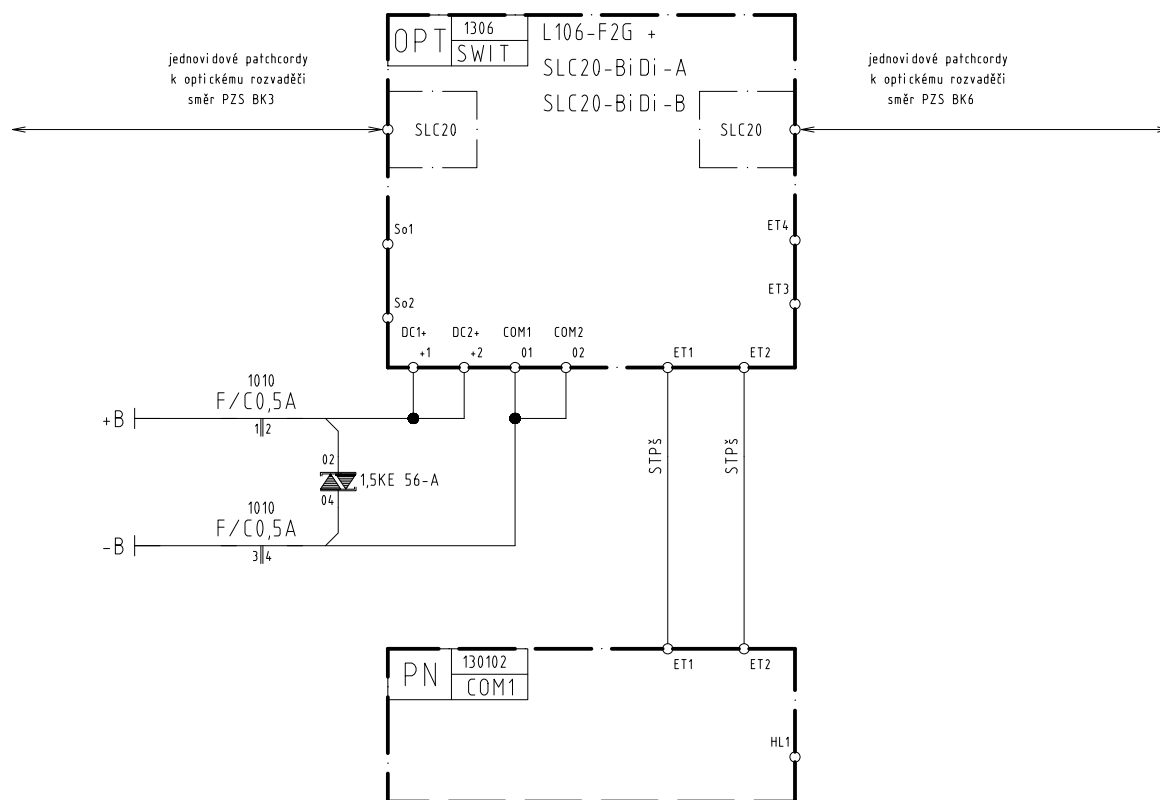 OPT
1306
SWIT
L106-F2G +
SLC20-BiDi-A
SLC20-BiDi-B
jednovidové patchcordy
k optickému rozvaděči
směr PZS BK3
jednovidové patchcordy
k optickému rozvaděči
směr PZS BK6
SLC20
SLC20
So1
ET4
So2
ET3
DC1+
DC2+
COM1
COM2
+1
+2
01
02
ET1
ET2
1010
F/C0,5A
+B
1
2
STPš
STPš
02
1,5KE 56-A
04
1010
F/C0,5A
-B
3
4
PN
130102
COM1
ET1
ET2
HL1